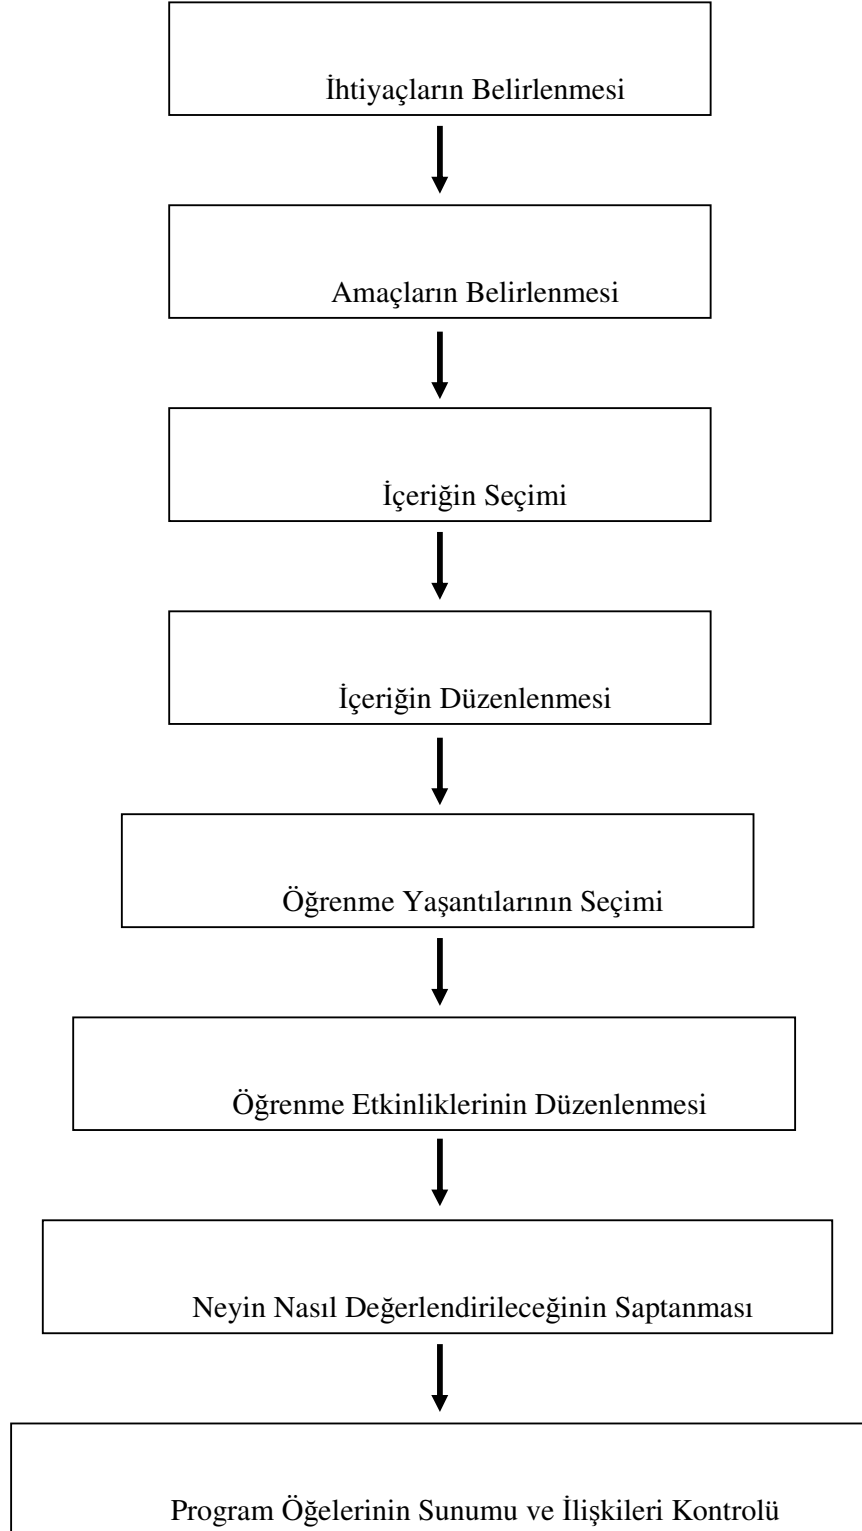 İhtiyaçların Belirlenmesi
Amaçların Belirlenmesi
İçeriğin Seçimi
İçeriğin Düzenlenmesi
Öğrenme Yaşantılarının Seçimi
Öğrenme Etkinliklerinin Düzenlenmesi
Neyin Nasıl Değerlendirileceğinin Saptanması
Program Öğelerinin Sunumu ve İlişkileri Kontrolü